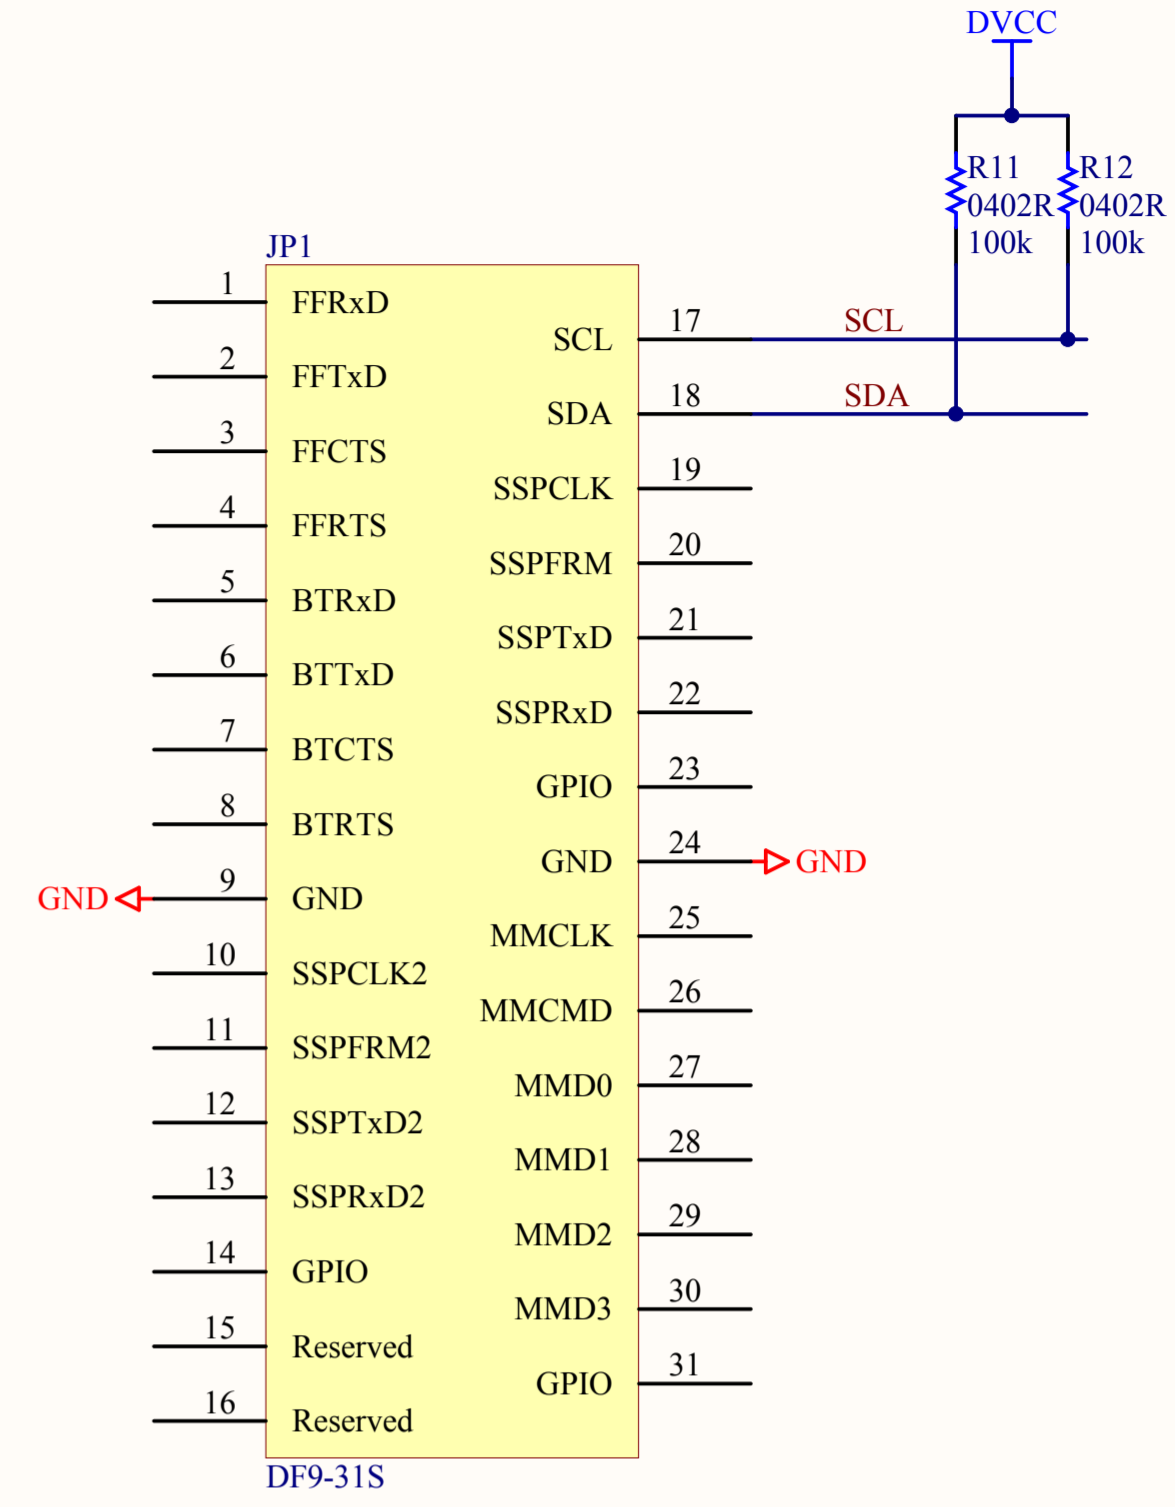 DVCC
R11
0402R
100k
R12
0402R
100k
JP1
1 FFRxD
2 FFTxD
3 FFCTS
4 FFRTS
5 BTRxD
6 BTTxD
7 BTCTS
8 BTRTS
GND 9 GND
10 SSPCLK2
11 SSPFRM2
12 SSPTxD2
13 SSPRxD2
14 GPIO
15 Reserved
16 Reserved
SCL 17 SCL
SDA 18 SDA
SSPCLK 19
SSPFRM 20
SSPTxD 21
SSPRxD 22
GPIO 23
GND 24 GND
MMCLK 25
MMCMD 26
MMD0 27
MMD1 28
MMD2 29
MMD3 30
GPIO 31
DF9-31S